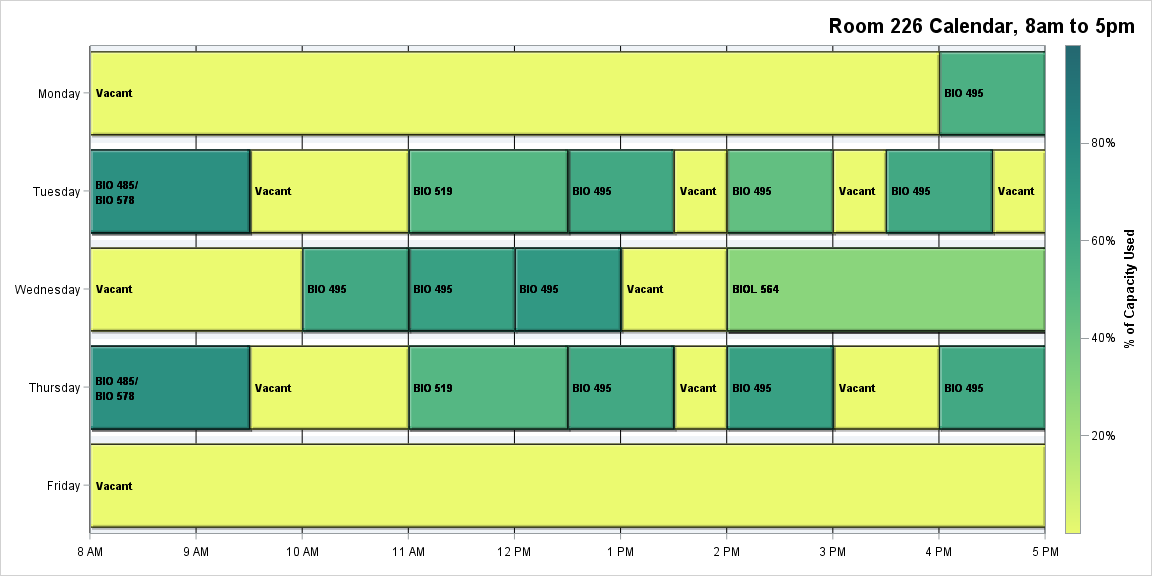 Room 226 Calendar, 8am to 5pm
Monday
Vacant
BIO 495
Tuesday
BIO 485/
BIO 578
Vacant
BIO 519
BIO 495
Vacant
BIO 495
Vacant
BIO 495
Vacant
Wednesday
Vacant
BIO 495
BIO 495
BIO 495
Vacant
BIOL 564
Thursday
BIO 485/
BIO 578
Vacant
BIO 519
BIO 495
Vacant
BIO 495
Vacant
BIO 495
Friday
Vacant
8 AM
9 AM
10 AM
11 AM
12 PM
1 PM
2 PM
3 PM
4 PM
5 PM
80%
60%
40%
20%
% of Capacity Used